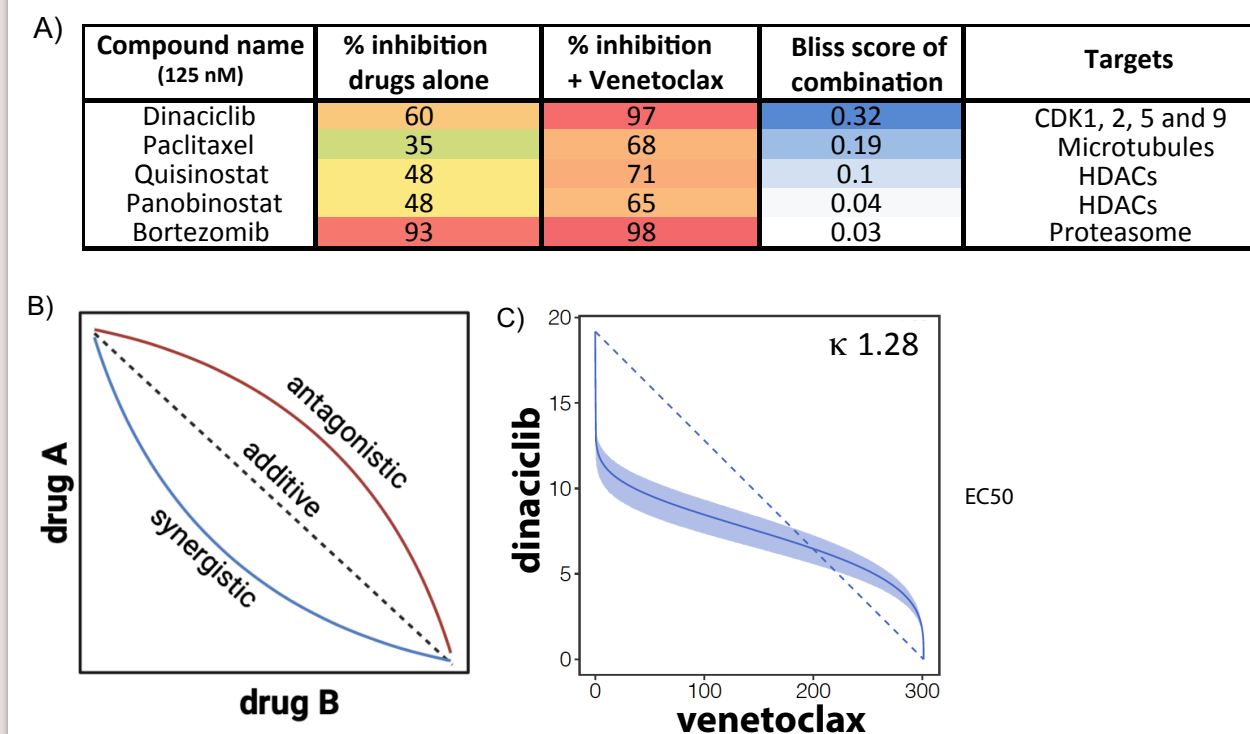 A)
Compound name (125 nM) % inhibition drugs alone % inhibition + Venetoclax Bliss score of combination Targets
Dinaciclib 60 97 0.32 CDK1, 2, 5 and 9
Paclitaxel 35 68 0.19 Microtubules
Quisinostat 48 71 0.1 HDACs
Panobinostat 48 65 0.04 HDACs
Bortezomib 93 98 0.03 Proteasome
B)
antagonistic
additive
synergistic
drug A
drug B
C)
κ 1.28
20
15
10
5
0
0 100 200 300
dinaciclib
venetoclax
EC50